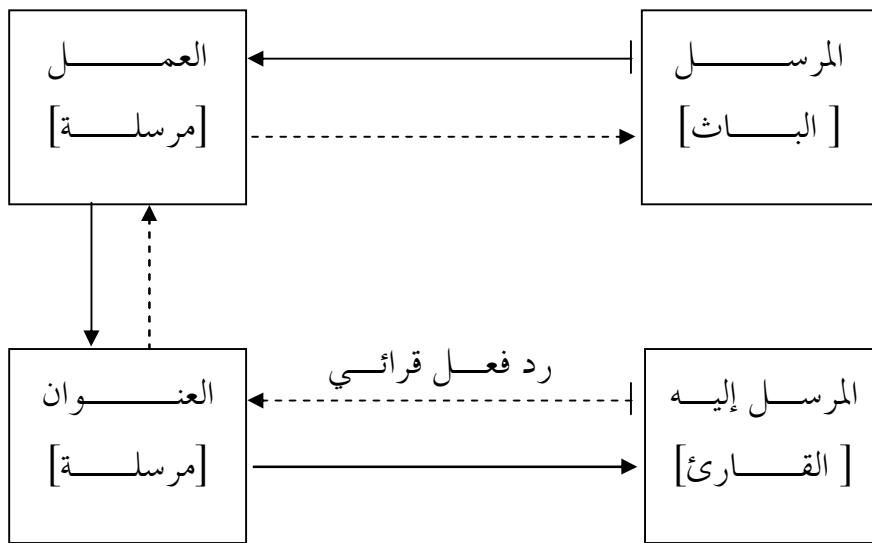 المرسل
[الباث]
العمل
[مرسلة]
رد فعل قرائي
المرسل إليه
[القارئ]
العنوان
[مرسلة]